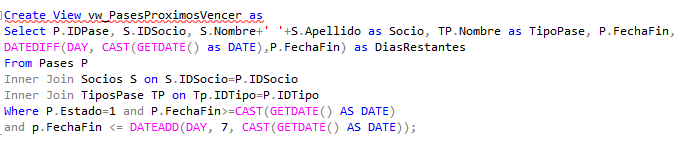 Create View vw_PasesProximosVencer as
Select P.IDPase, S.IDSocio, S.Nombre+' '+S.Apellido as Socio, TP.Nombre as TipoPase, P.FechaFin,
DATEDIFF(DAY, CAST(GETDATE() as DATE),P.FechaFin) as DiasRestantes
From Pases P
Inner Join Socios S on S.IDSocio=P.IDSocio
Inner Join TiposPase TP on Tp.IDTipo=P.IDTipo
Where P.Estado=1 and P.FechaFin>=CAST(GETDATE() AS DATE)
and p.FechaFin <= DATEADD(DAY, 7, CAST(GETDATE() AS DATE));